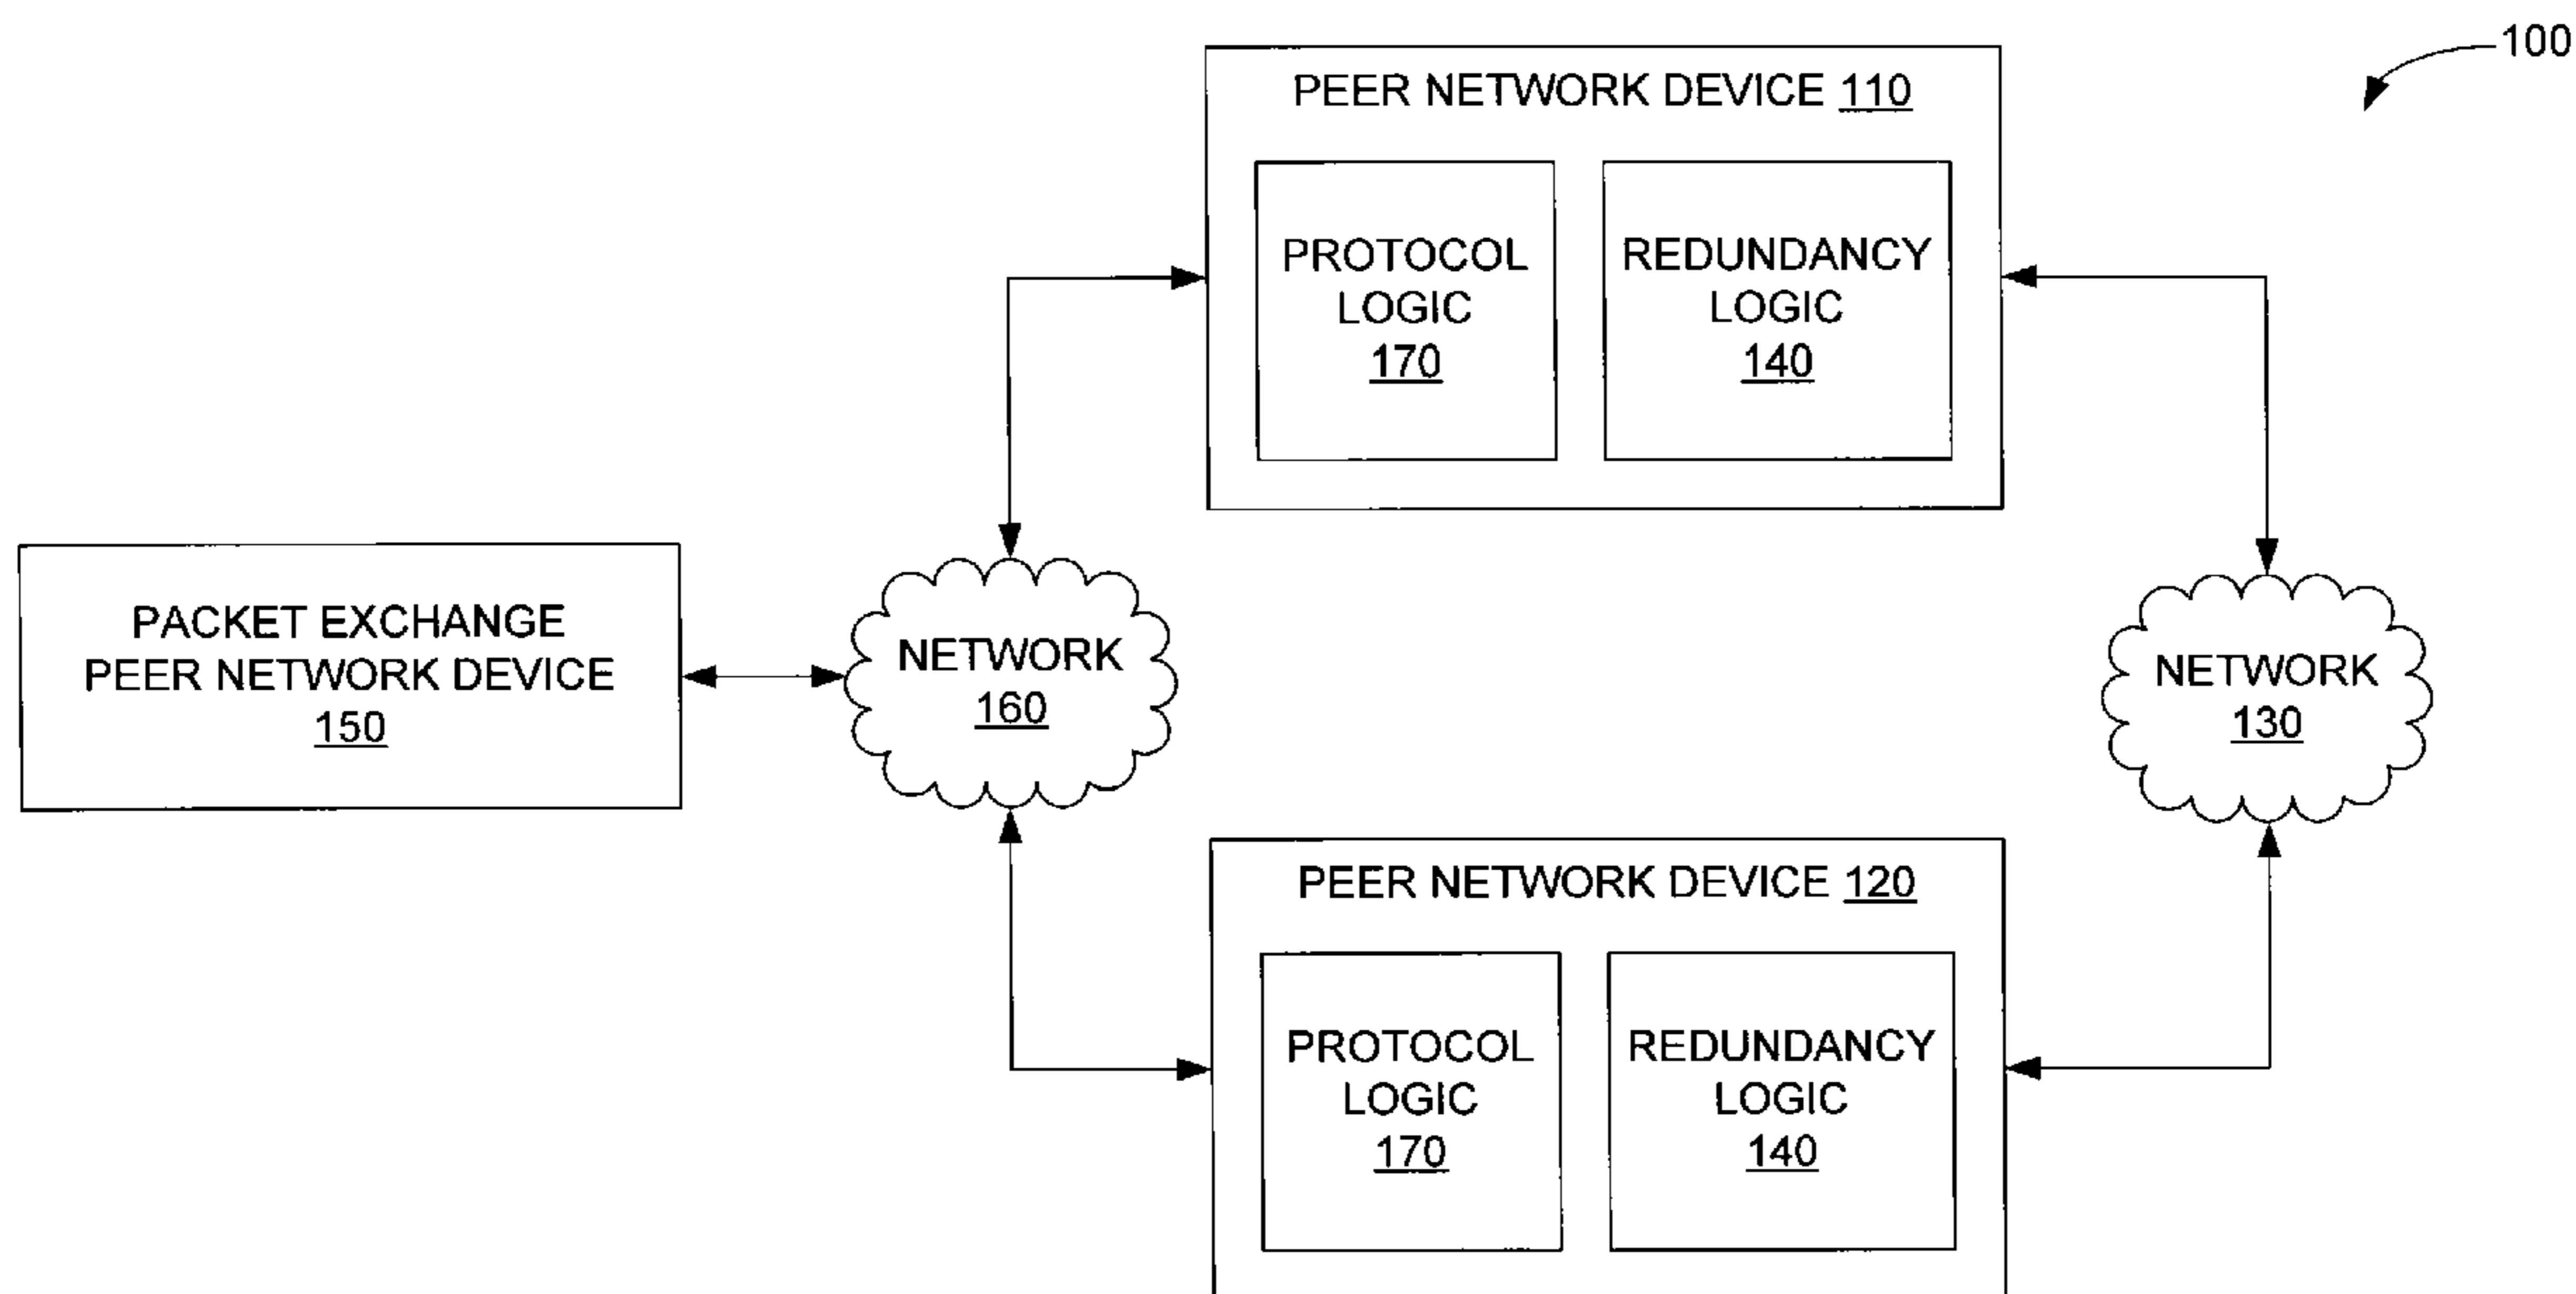 100
PEER NETWORK DEVICE 110
PROTOCOL
LOGIC
170
REDUNDANCY
LOGIC
140
PACKET EXCHANGE
PEER NETWORK DEVICE
150
NETWORK
160
NETWORK
130
PEER NETWORK DEVICE 120
PROTOCOL
LOGIC
170
REDUNDANCY
LOGIC
140